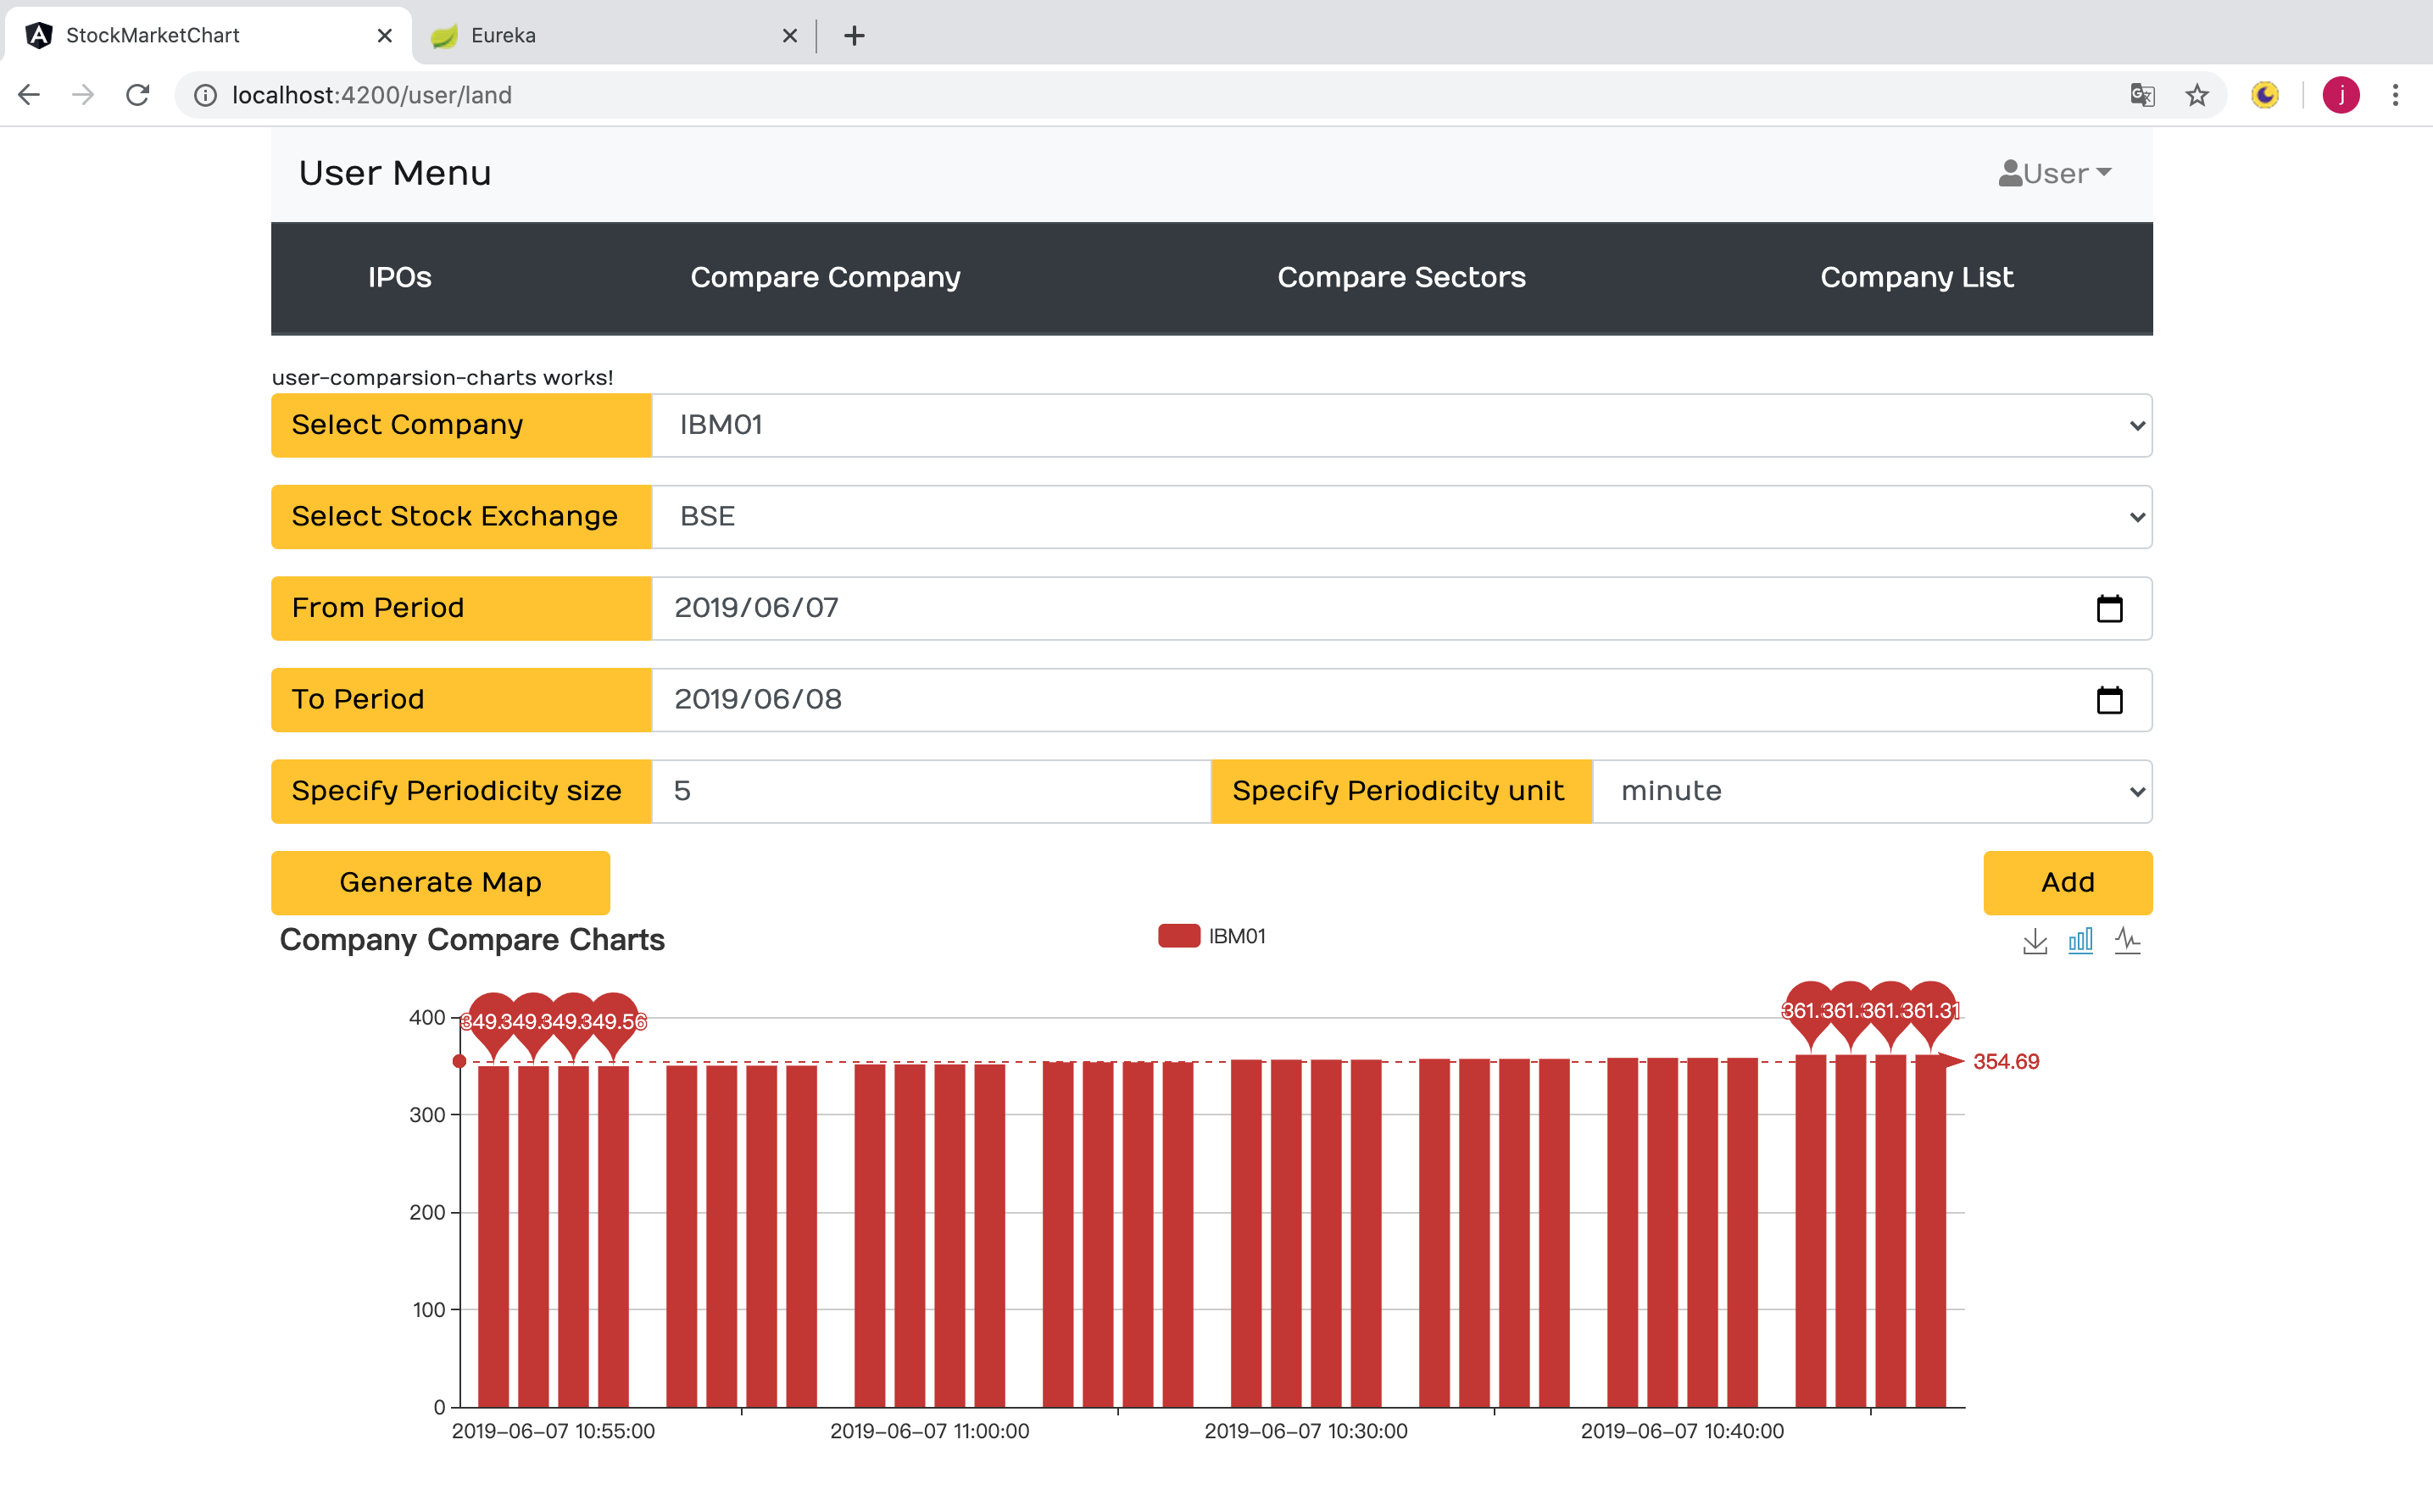 StockMarketChart
Eureka
localhost:4200/user/land
j
User Menu
User
IPOs Compare Company Compare Sectors Company List
user-comparsion-charts works!
Select Company IBM01
Select Stock Exchange BSE
From Period 2019/06/07
To Period 2019/06/08
Specify Periodicity size 5 Specify Periodicity unit minute
Generate Map Add
Company Compare Charts IBM01
400
349. 349. 349. 349.56
361. 361. 361. 361.31
354.69
300
200
100
0
2019-06-07 10:55:00 2019-06-07 11:00:00 2019-06-07 10:30:00 2019-06-07 10:40:00